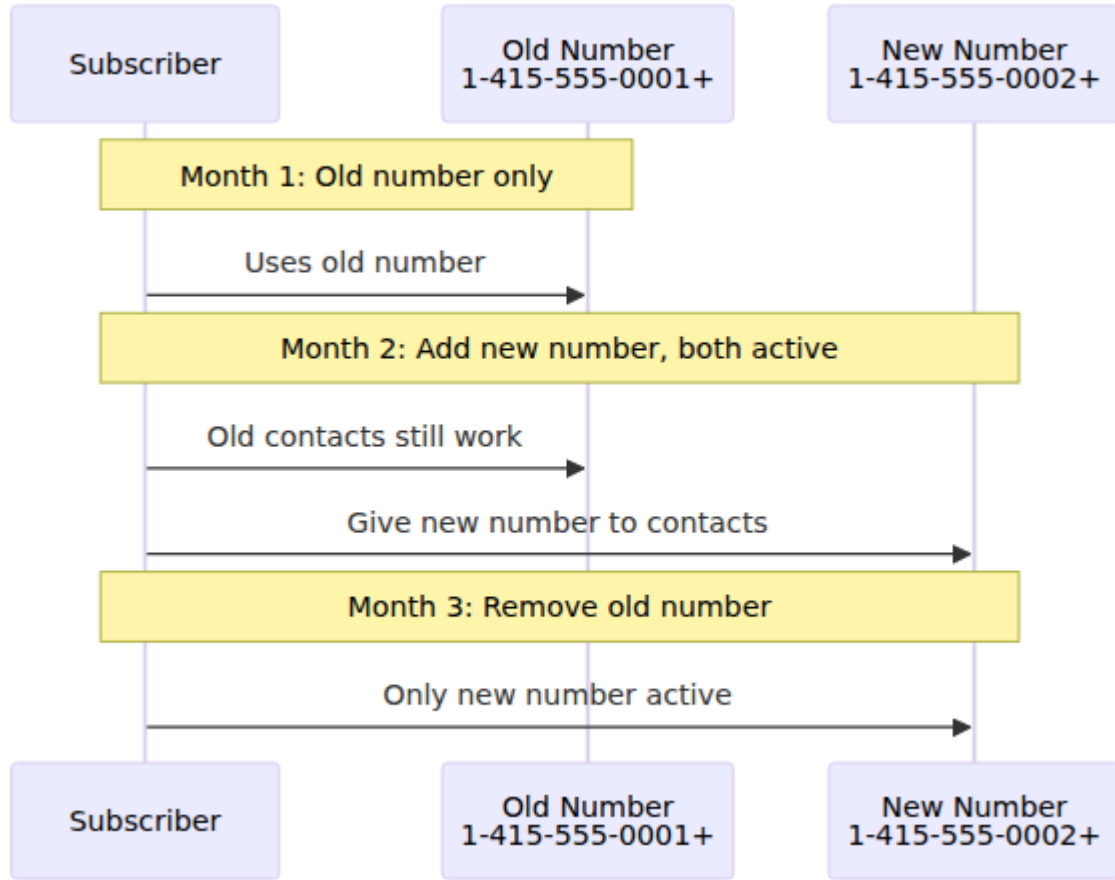 Subscriber
Old Number
1-415-555-0001+
New Number
1-415-555-0002+
Month 1: Old number only
Uses old number
Month 2: Add new number, both active
Old contacts still work
Give new number to contacts
Month 3: Remove old number
Only new number active
Subscriber
Old Number
1-415-555-0001+
New Number
1-415-555-0002+